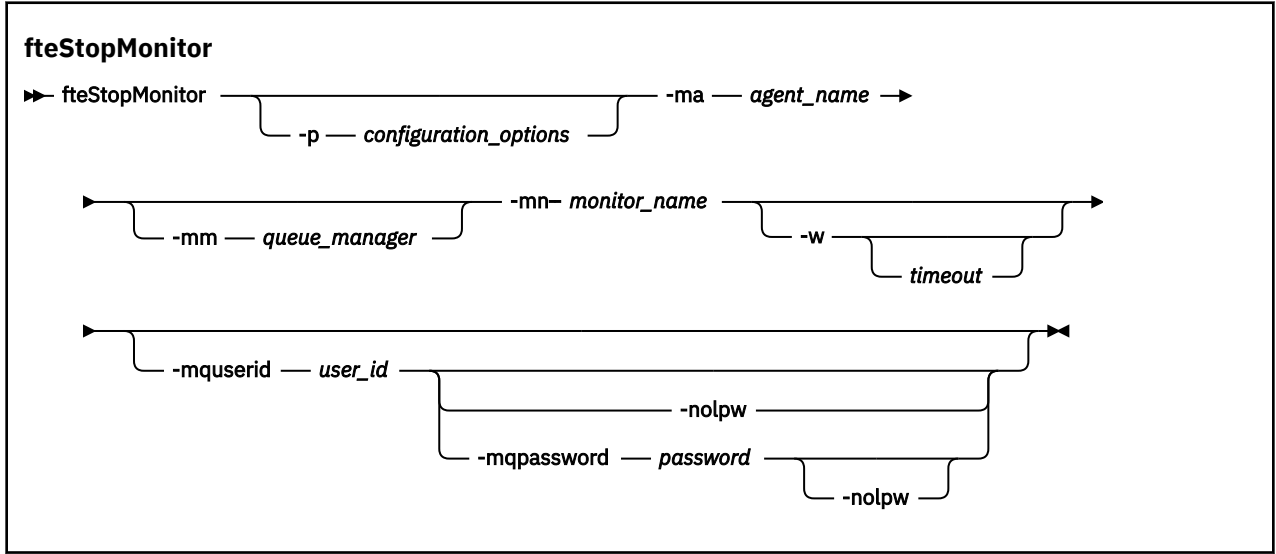 fteStopMonitor
fteStopMonitor -ma agent_name
-p configuration_options
-mn monitor_name
-mm queue_manager -w
timeout
-mquserid user_id
-nolpw
-mqpassword password
-nolpw